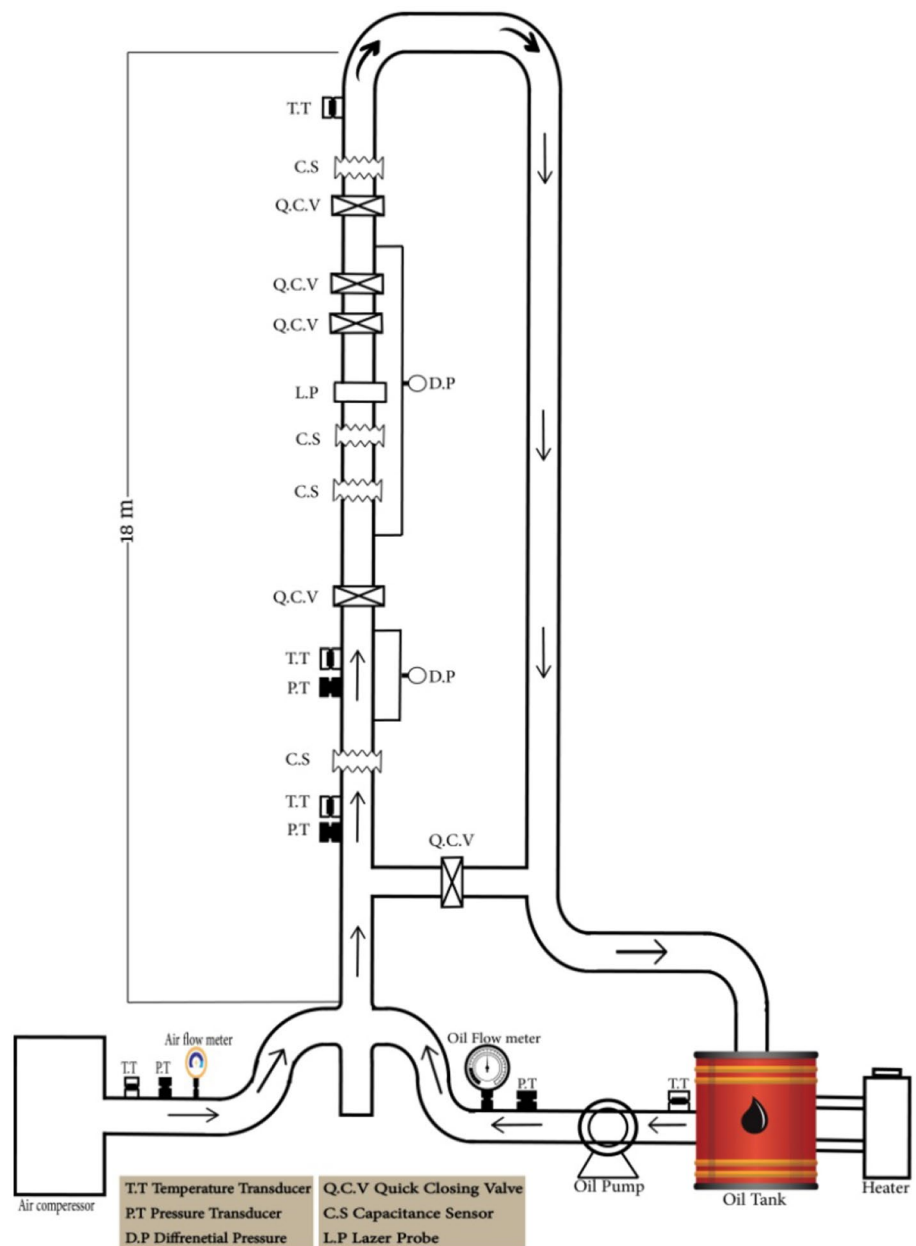 T.T
C.S
Q.C.V
Q.C.V
Q.C.V
L.P
D.P
C.S
C.S
18 m
Q.C.V
T.T
P.T
D.P
C.S
T.T
P.T
Q.C.V
Air flow meter
T.T
P.T
Oil Flow meter
P.T
T.T
Air comperssor
Oil Pump
Oil Tank
Heater
T.T Temperature Transducer
P.T Pressure Transducer
D.P Diffrenetial Pressure
Q.C.V Quick Closing Valve
C.S Capacitance Sensor
L.P Lazer Probe